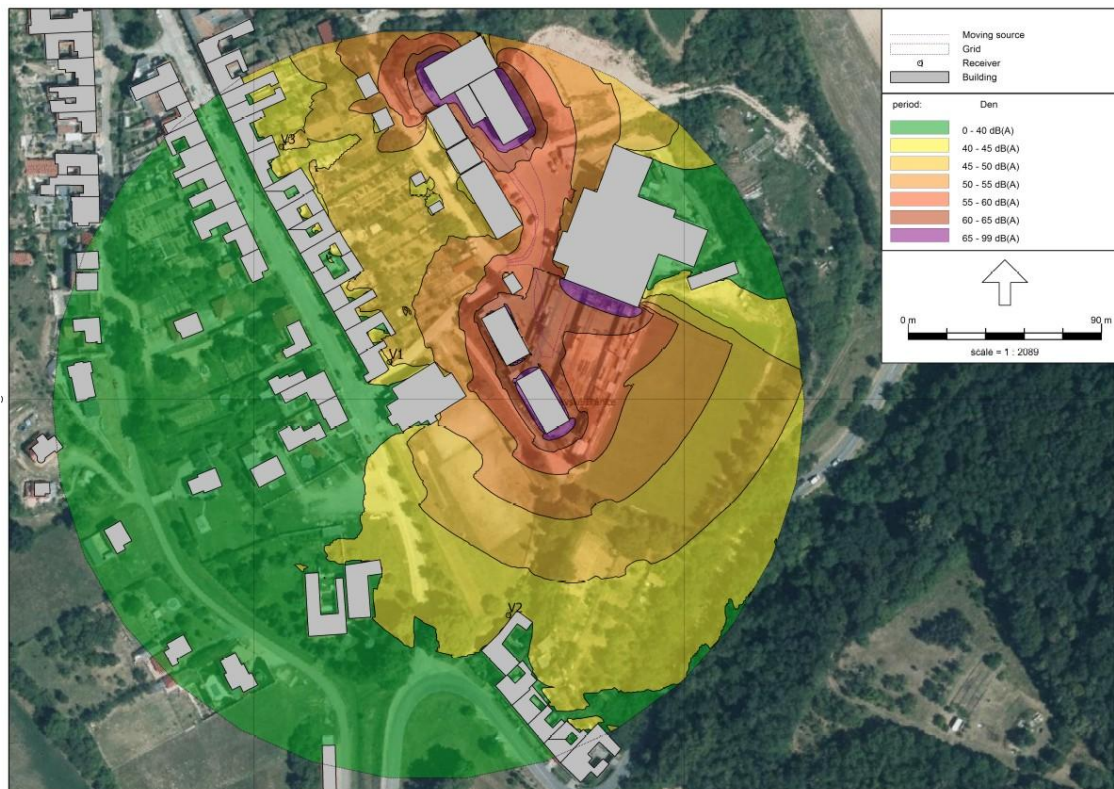 Moving source
Grid
Receiver
Building
period: Den
0 - 40 dB(A)
40 - 45 dB(A)
45 - 50 dB(A)
50 - 55 dB(A)
55 - 60 dB(A)
60 - 65 dB(A)
65 - 99 dB(A)
0 m 90 m
scale = 1 : 2089
V3
V1
V2